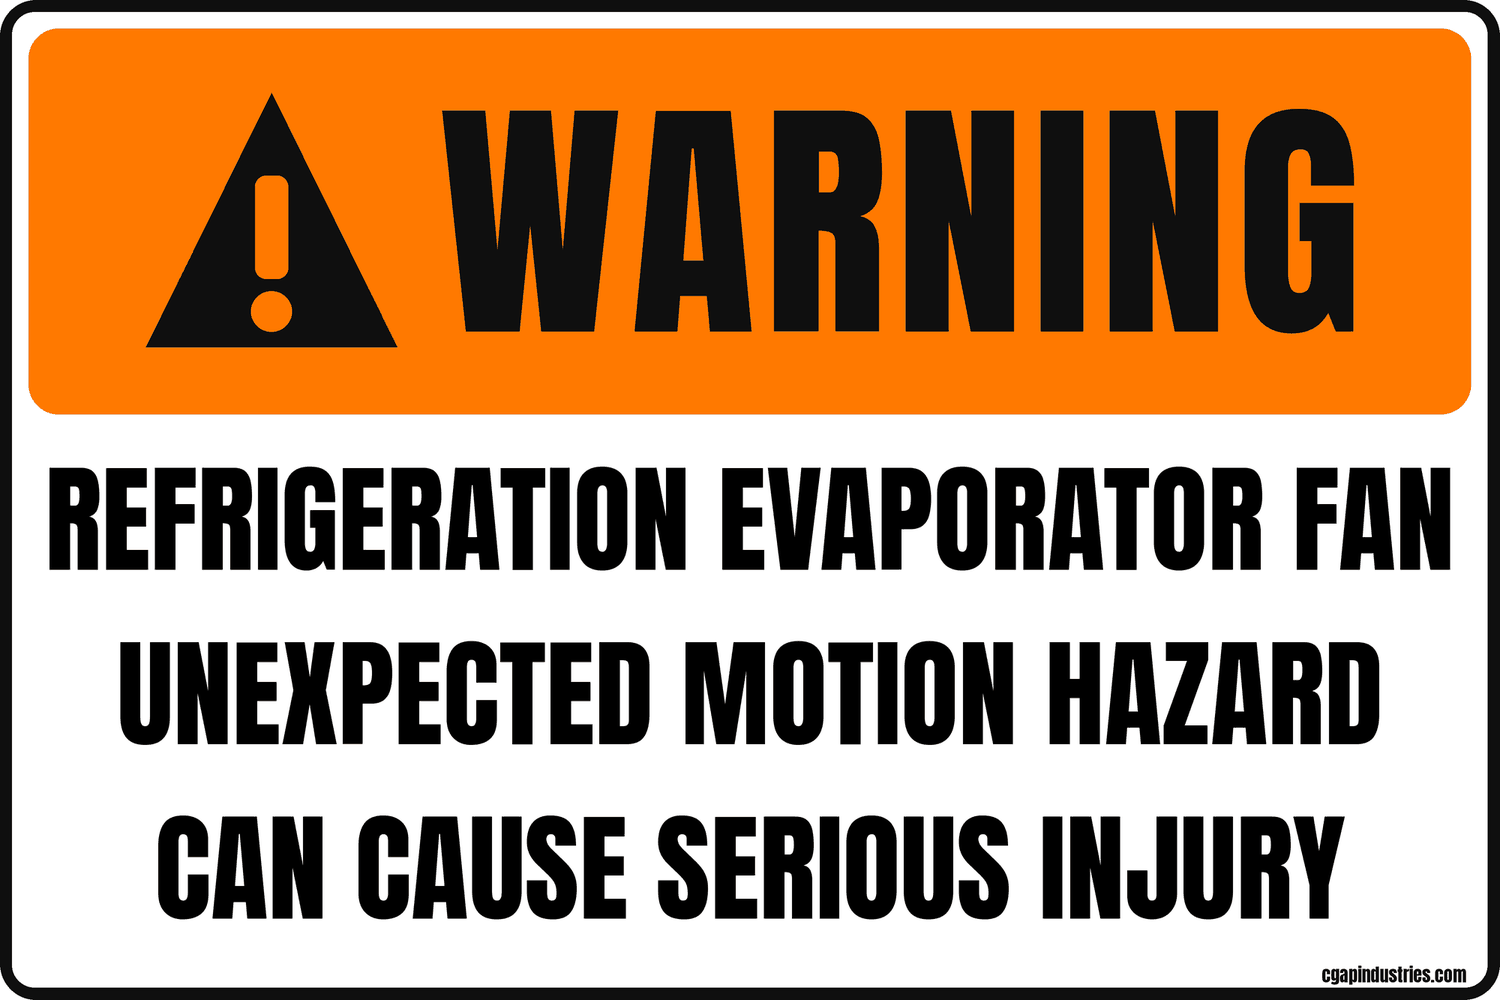 WARNING
REFRIGERATION EVAPORATOR FAN
UNEXPECTED MOTION HAZARD
CAN CAUSE SERIOUS INJURY
cgapindustries.com